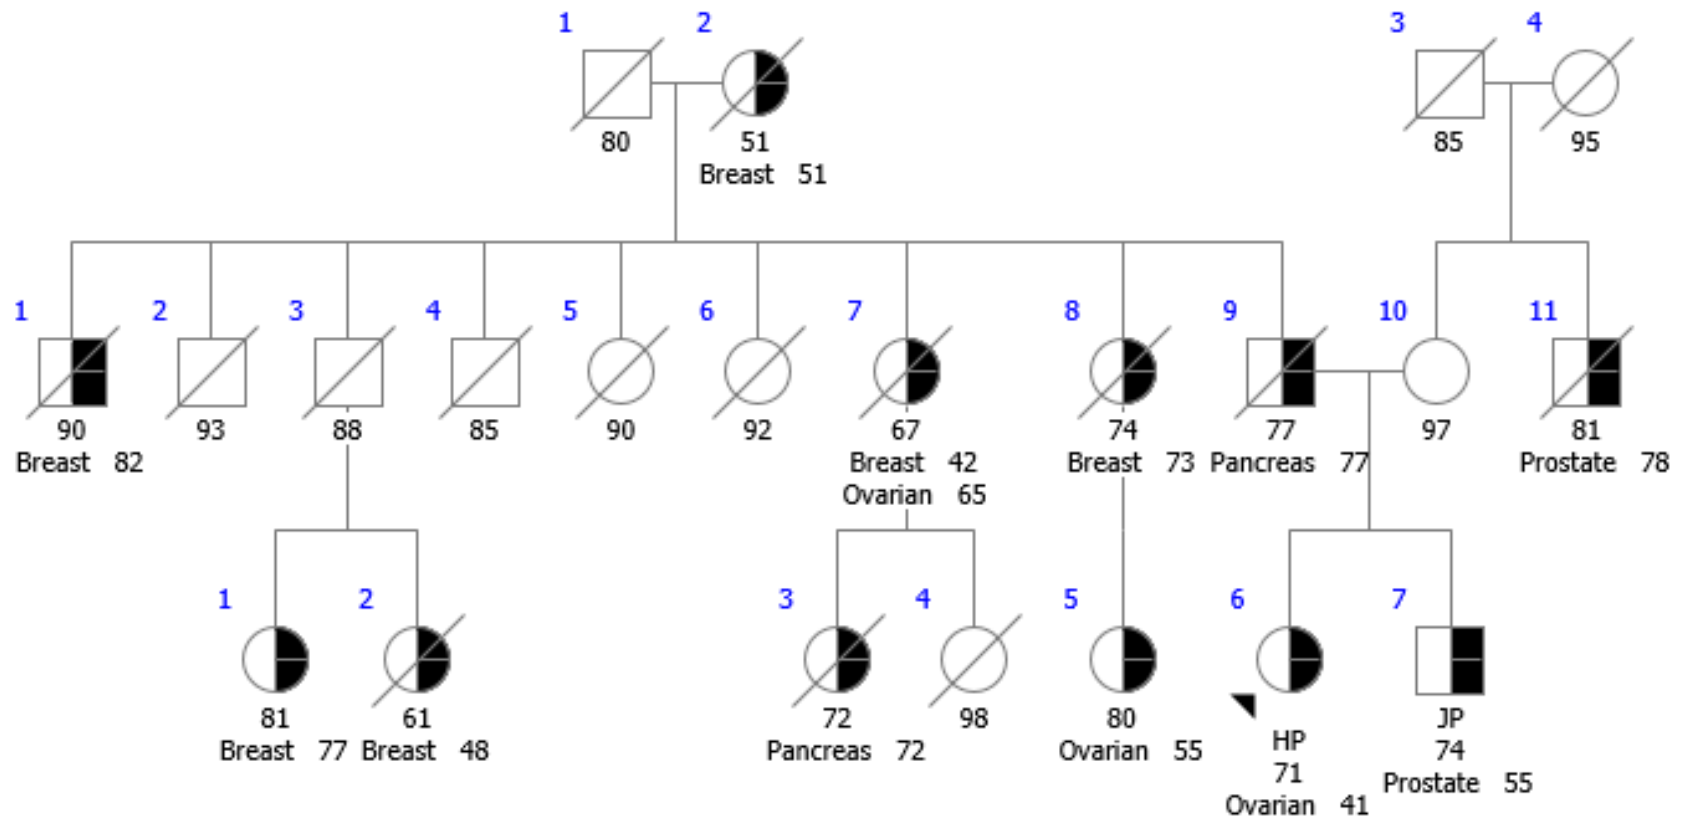 1 2 3 4
80 51 85 95
Breast 51
1 2 3 4 5 6 7 8 9 10 11
90 93 88 85 90 92 67 74 77 97 81
Breast 82 Breast 42 Breast 73 Pancreas 77 Prostate 78
Ovarian 65
1 2 3 4 5 6 7
81 61 72 98 80 HP JP
Breast 77 Breast 48 Pancreas 72 Ovarian 55 71 74
Ovarian 41 Prostate 55